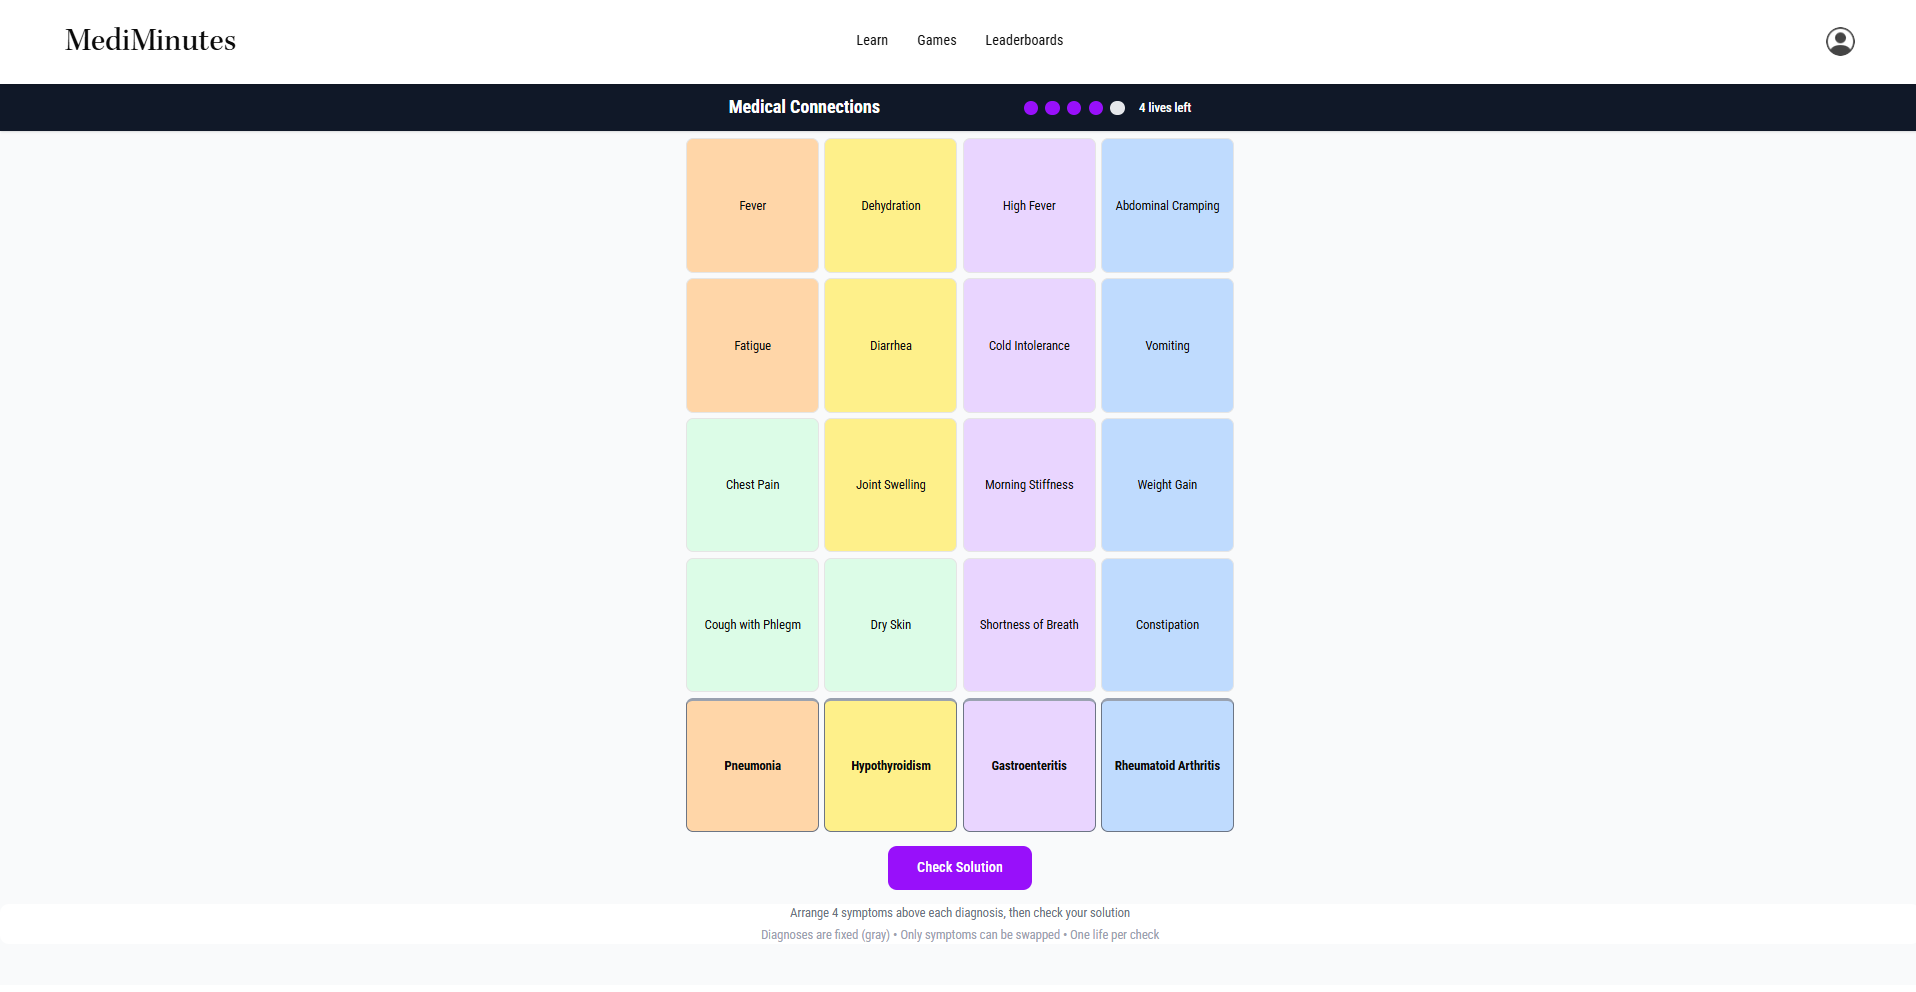 MediMinutes
Learn Games Leaderboards
Medical Connections
4 lives left
Fever Dehydration High Fever Abdominal Cramping
Fatigue Diarrhea Cold Intolerance Vomiting
Chest Pain Joint Swelling Morning Stiffness Weight Gain
Cough with Phlegm Dry Skin Shortness of Breath Constipation
Pneumonia Hypothyroidism Gastroenteritis Rheumatoid Arthritis
Check Solution
Arrange 4 symptoms above each diagnosis, then check your solution
Diagnoses are fixed (gray) • Only symptoms can be swapped • One life per check